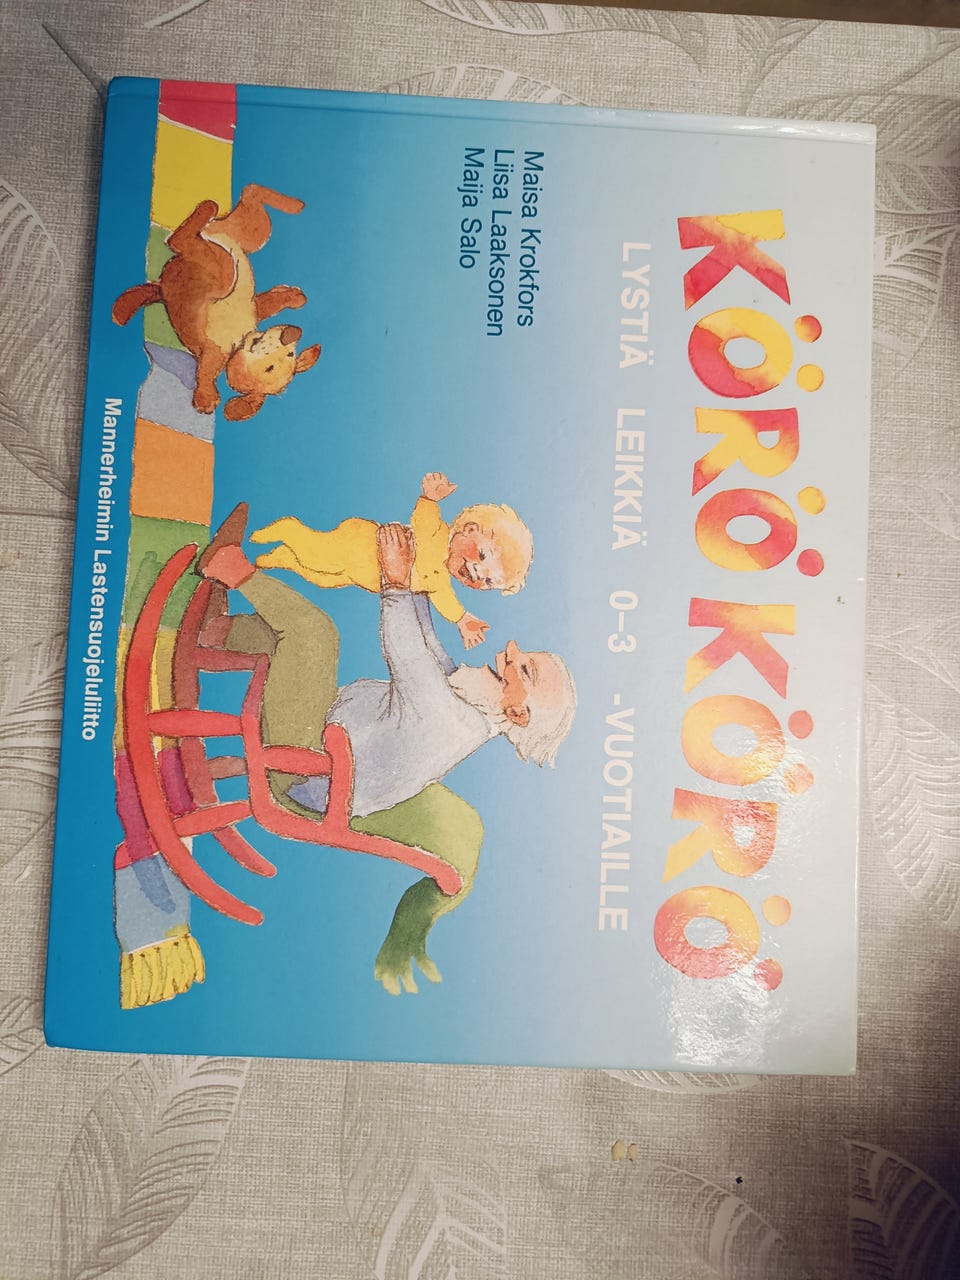 KÖRÖ KÖRÖ
LYSTIÄ LEIKKIÄ 0–3 -VUOTIAILLE
Maisa Krokfors
Liisa Laaksonen
Maija Salo
Mannerheimin Lastensuojeluliitto